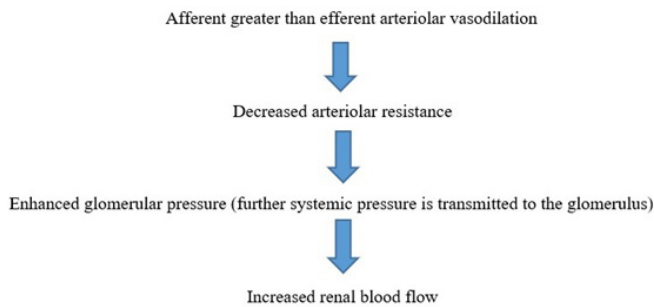 Afferent greater than efferent arteriolar vasodilation
Decreased arteriolar resistance
Enhanced glomerular pressure (further systemic pressure is transmitted to the glomerulus)
Increased renal blood flow